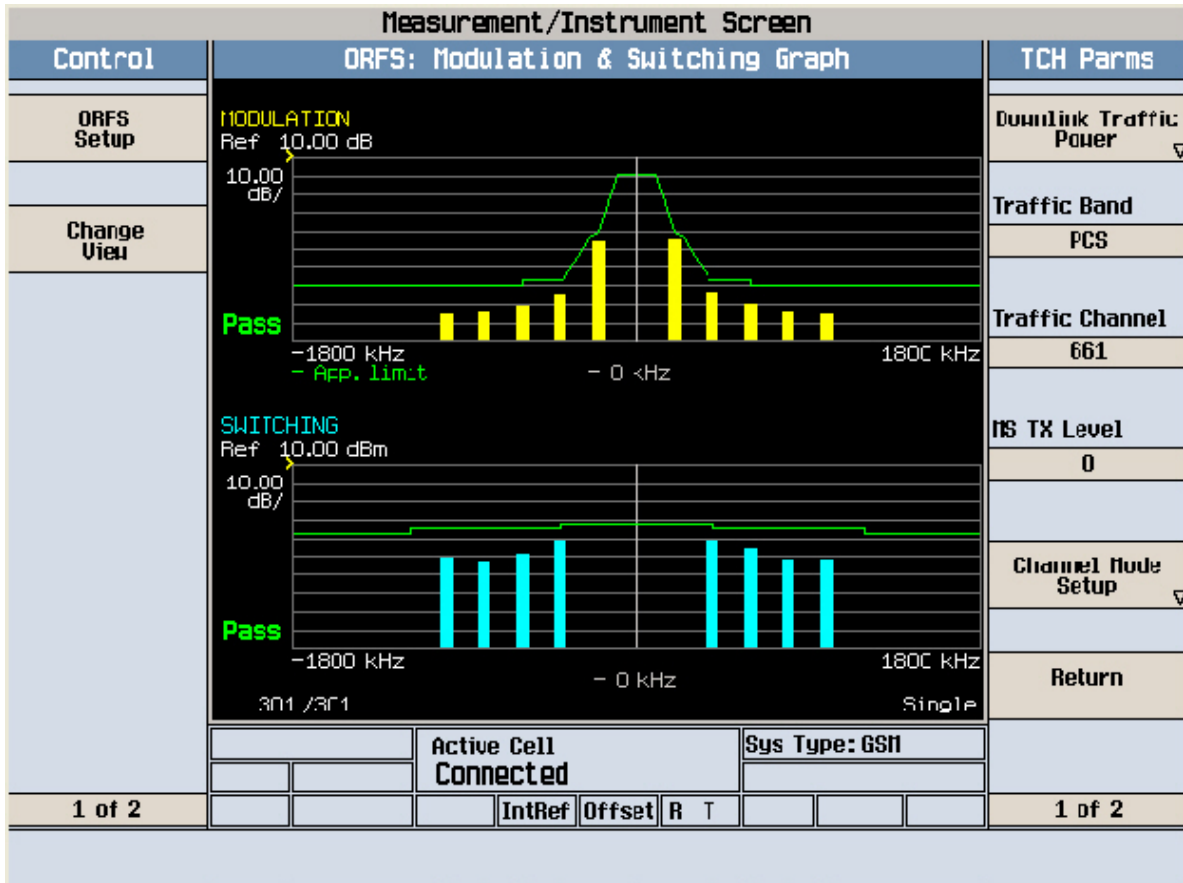 Measurement/Instrument Screen
Control
ORFS: Modulation & Switching Graph
TCH Parms
ORFS
Setup
Change
View
1 of 2
MODULATION
Ref 10.00 dB
10.00
dB/
Pass
-1800 kHz
1800 kHz
- App. limit
- 0 kHz
SWITCHING
Ref 10.00 dBm
10.00
dB/
Pass
-1800 kHz
1800 kHz
- 0 kHz
301/301
Single
Active Cell
Connected
Sys Type: GSM
IntRef
Offset
R T
Downlink Traffic
Power
Traffic Band
PCS
Traffic Channel
661
MS TX Level
0
Channel Mode
Setup
Return
1 of 2